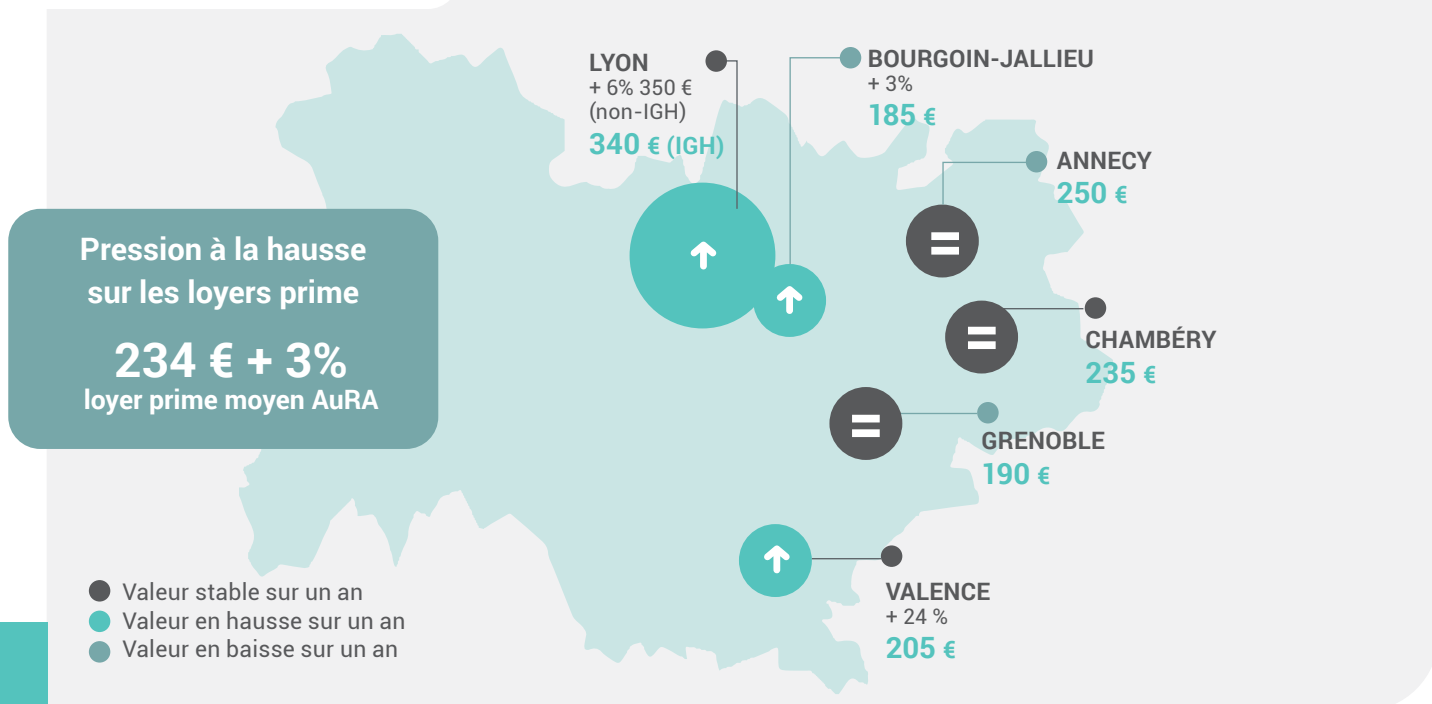 LYON
+ 6% 350 €
(non-IGH)
340 € (IGH)
BOURGOIN-JALLIEU
+ 3%
185 €
ANNECY
250 €
Pression à la hausse
sur les loyers prime
234 € + 3%
loyer prime moyen AuRA
CHAMBÉRY
235 €
GRENOBLE
190 €
VALENCE
+ 24 %
205 €
Valeur stable sur un an
Valeur en hausse sur un an
Valeur en baisse sur un an